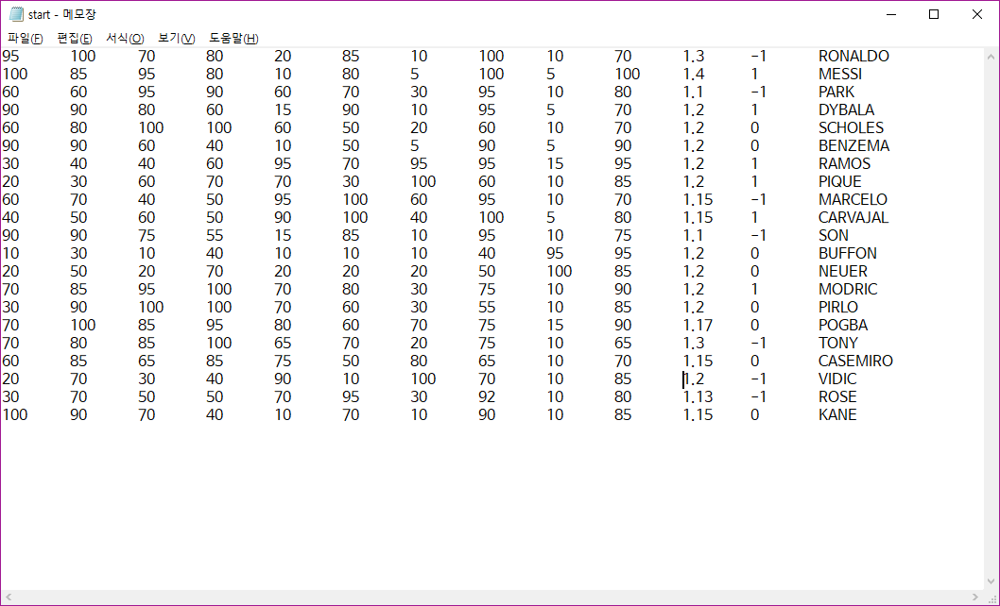 start - 메모장
파일(F) 편집(E) 서식(O) 보기(V) 도움말(H)
95 100 70 80 20 85 10 100 10 70 1.3 -1 RONALDO
100 85 95 80 10 80 5 100 5 100 1.4 1 MESSI
60 60 95 90 60 70 30 95 10 80 1.1 -1 PARK
90 90 80 60 15 90 10 95 5 70 1.2 1 DYBALA
60 80 100 100 60 50 20 60 10 70 1.2 0 SCHOLES
90 90 60 40 10 50 5 90 5 90 1.2 0 BENZEMA
30 40 40 60 95 70 95 95 15 95 1.2 1 RAMOS
20 30 60 70 70 30 100 60 10 85 1.2 1 PIQUE
60 70 40 50 95 100 60 95 10 70 1.15 -1 MARCELO
40 50 60 50 90 100 40 100 5 80 1.15 1 CARVAJAL
90 90 75 55 15 85 10 95 10 75 1.1 -1 SON
10 30 10 40 10 10 10 40 95 95 1.2 0 BUFFON
20 50 20 70 20 20 20 50 100 85 1.2 0 NEUER
70 85 95 100 70 80 30 75 10 90 1.2 1 MODRIC
30 90 100 100 70 60 30 55 10 85 1.2 0 PIRLO
70 100 85 95 80 60 70 75 15 90 1.17 0 POGBA
70 80 85 100 65 70 20 75 10 65 1.3 -1 TONY
60 85 65 85 75 50 80 65 10 70 1.15 0 CASEMIRO
20 70 30 40 90 10 100 70 10 85 1.2 -1 VIDIC
30 70 50 50 70 95 30 92 10 80 1.13 -1 ROSE
100 90 70 40 10 70 10 90 10 85 1.15 0 KANE